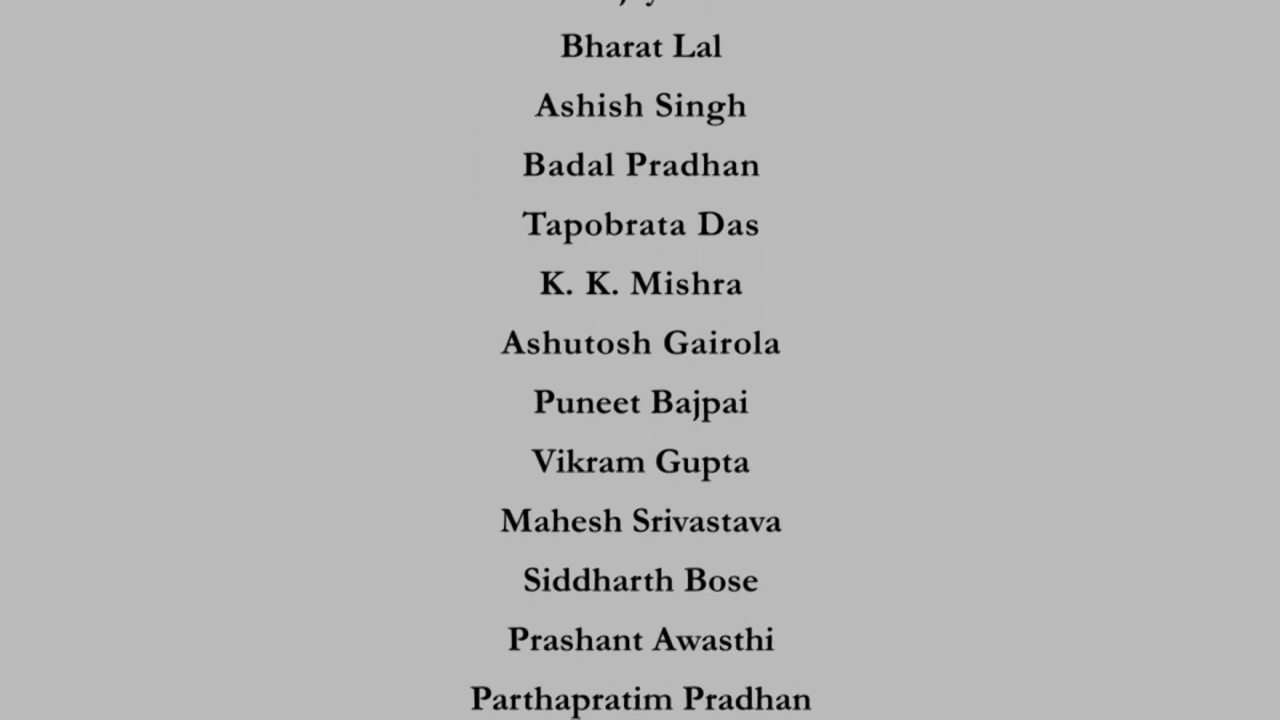 Bharat Lal
Ashish Singh
Badal Pradhan
Tapobrata Das
K. K. Mishra
Ashutosh Gairola
Puneet Bajpai
Vikram Gupta
Mahesh Srivastava
Siddharth Bose
Prashant Awasthi
Parthapratim Pradhan